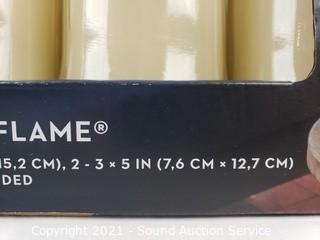 FLAME®
15,2 CM), 2 - 3 × 5 IN (7,6 CM × 12,7 CM)
DED
Copyright 2021 - Sound Auction Service